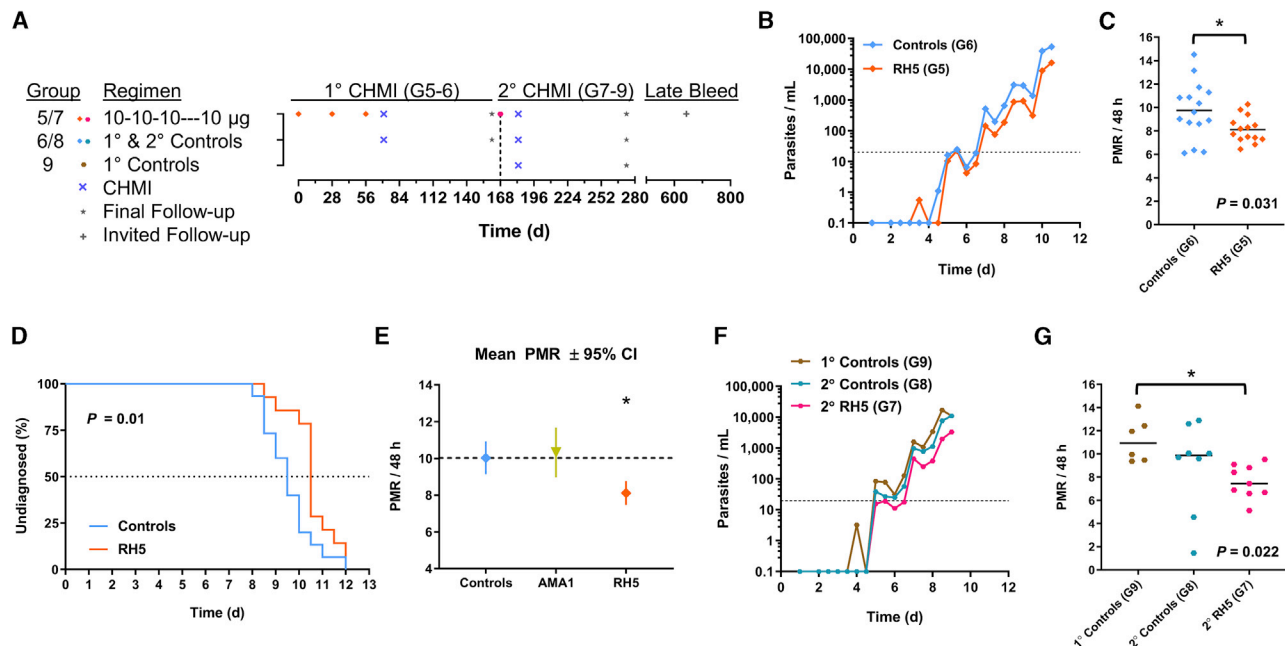 A
Group Regimen
1° CHMI (G5-6) 2° CHMI (G7-9) Late Bleed
5/7 10-10-10---10 µg
6/8 1° & 2° Controls
9 1° Controls
CHMI
Final Follow-up
Invited Follow-up
0 28 56 84 112 140 168 196 224 252 280 400 600 800
Time (d)
B
Controls (G6)
RH5 (G5)
Parasites / mL
100,000
10,000
1,000
100
10
1
0.1
0 2 4 6 8 10 12
Time (d)
C
*
PMR / 48 h
16
14
12
10
8
6
4
2
0
P = 0.031
Controls (G6)
RH5 (G5)
D
Undiagnosed (%)
100
75
50
25
0
P = 0.01
Controls
RH5
0 1 2 3 4 5 6 7 8 9 10 11 12 13
Time (d)
E
Mean PMR ± 95% CI
PMR / 48 h
14
12
10
8
6
4
*
Controls AMA1 RH5
F
1° Controls (G9)
2° Controls (G8)
2° RH5 (G7)
Parasites / mL
100,000
10,000
1,000
100
10
1
0.1
0 2 4 6 8 10 12
Time (d)
G
*
PMR / 48 h
16
14
12
10
8
6
4
2
0
P = 0.022
1° Controls (G9)
2° Controls (G8)
2° RH5 (G7)